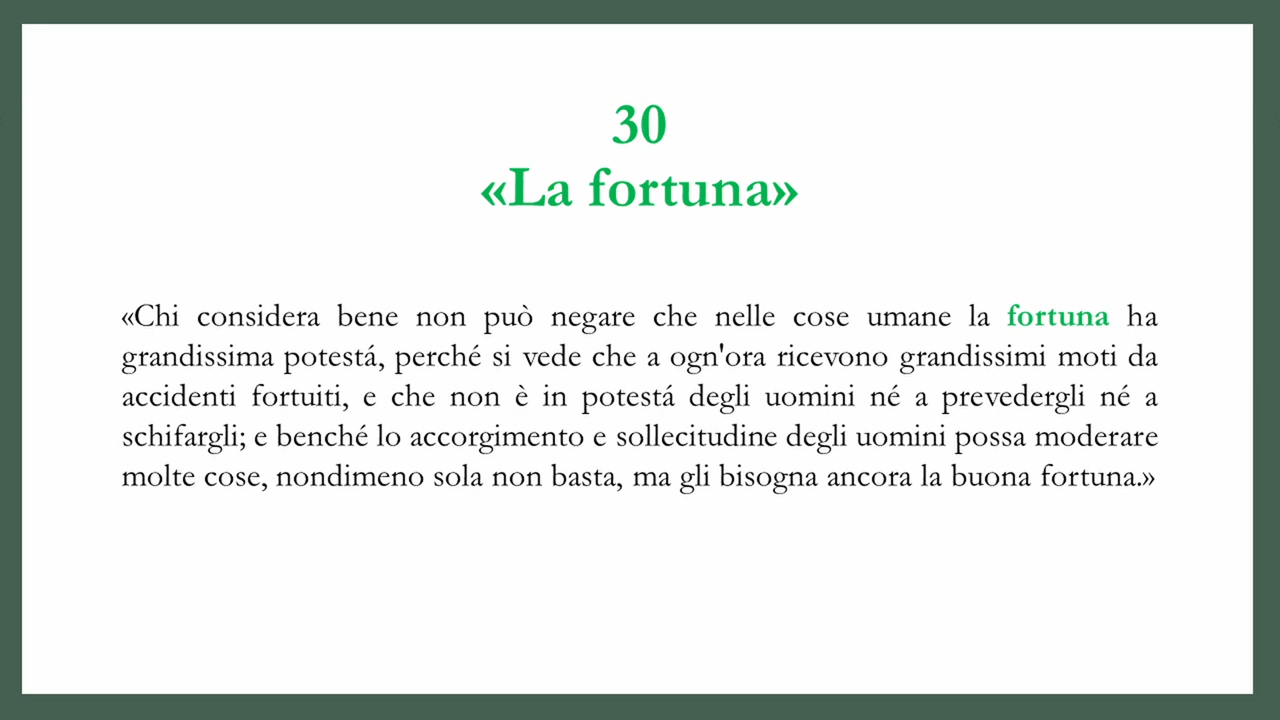 30
«La fortuna»
«Chi considera bene non può negare che nelle cose umane la fortuna ha
grandissima potestá, perché si vede che a ogn'ora ricevono grandissimi moti da
accidenti fortuiti, e che non è in potestá degli uomini né a prevedergli né a
schifargli; e benché lo accorgimento e sollecitudine degli uomini possa moderare
molte cose, nondimeno sola non basta, ma gli bisogna ancora la buona fortuna.»